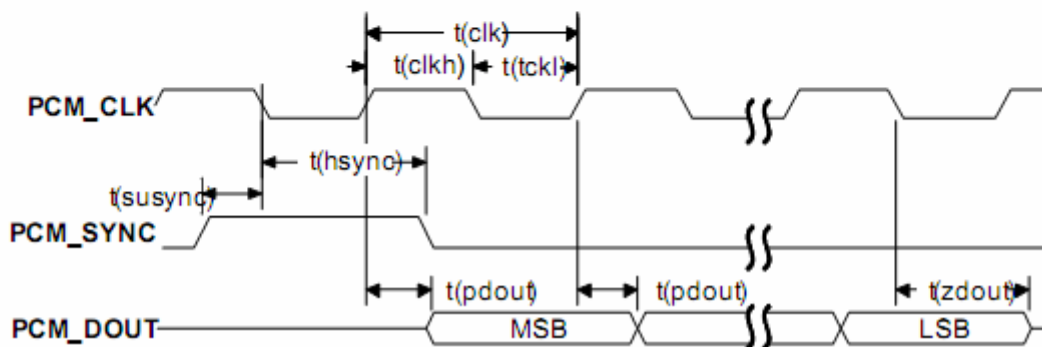 t(clk)
t(clkh) t(tckl)
PCM_CLK
t(hsync)
t(susync)
PCM_SYNC
t(pdout) t(pdout) t(zdout)
PCM_DOUT MSB LSB